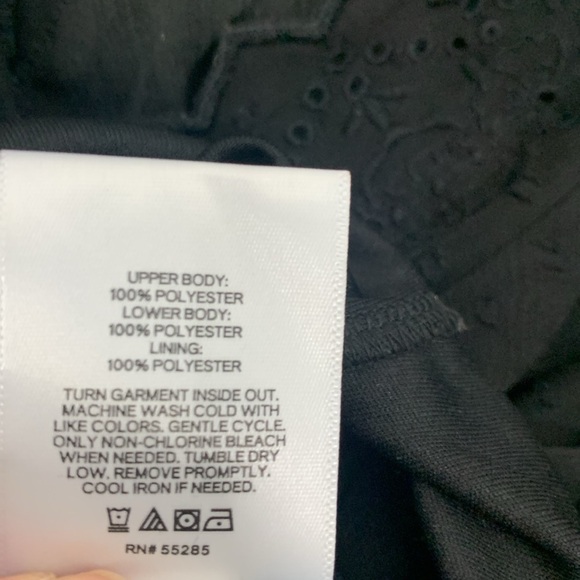 UPPER BODY:
100% POLYESTER
LOWER BODY:
100% POLYESTER
LINING:
100% POLYESTER
TURN GARMENT INSIDE OUT.
MACHINE WASH COLD WITH
LIKE COLORS. GENTLE CYCLE.
ONLY NON-CHLORINE BLEACH
WHEN NEEDED. TUMBLE DRY
LOW. REMOVE PROMPTLY.
COOL IRON IF NEEDED.
RN# 55285